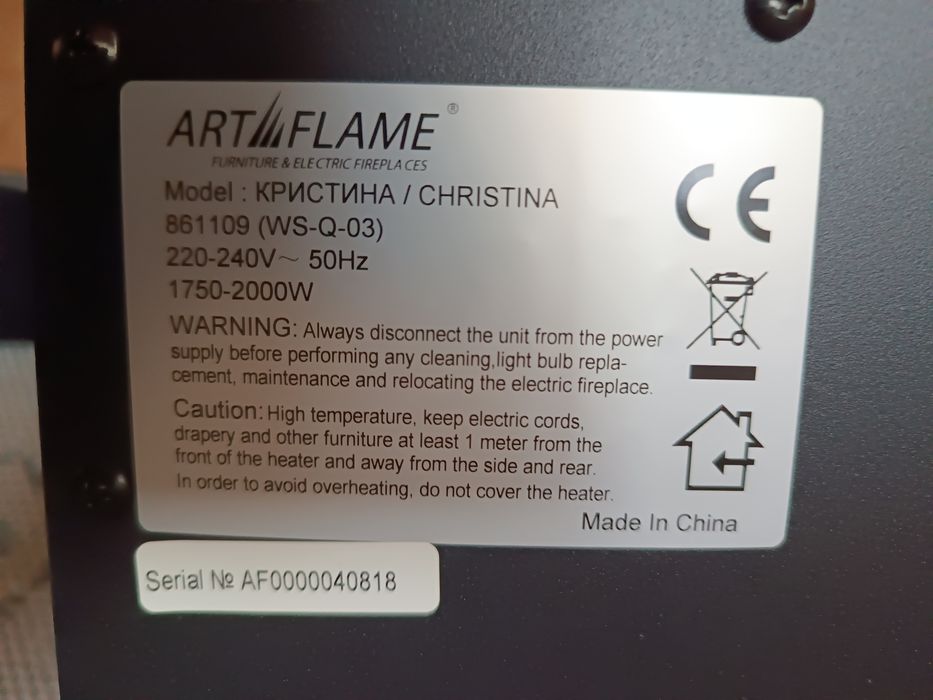 ART FLAME ®
FURNITURE & ELECTRIC FIREPLACES
Model : КРИСТИНА / CHRISTINA
861109 (WS-Q-03)
220-240V~ 50Hz
1750-2000W
WARNING: Always disconnect the unit from the power
supply before performing any cleaning,light bulb repla-
cement, maintenance and relocating the electric fireplace.
Caution: High temperature, keep electric cords,
drapery and other furniture at least 1 meter from the
front of the heater and away from the side and rear.
In order to avoid overheating, do not cover the heater.
CE
Made In China
Serial № AF0000040818